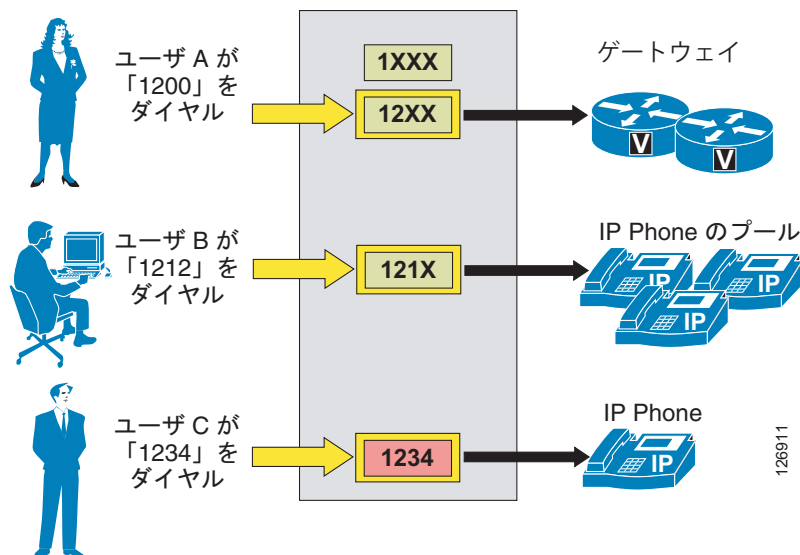 ユーザ A が
「1200」を
ダイヤル
1XXX
12XX
ゲートウェイ
V
V
ユーザ B が
「1212」を
ダイヤル
121X
IP Phone のプール
IP
IP
IP
ユーザ C が
「1234」を
ダイヤル
1234
IP Phone
IP
126911